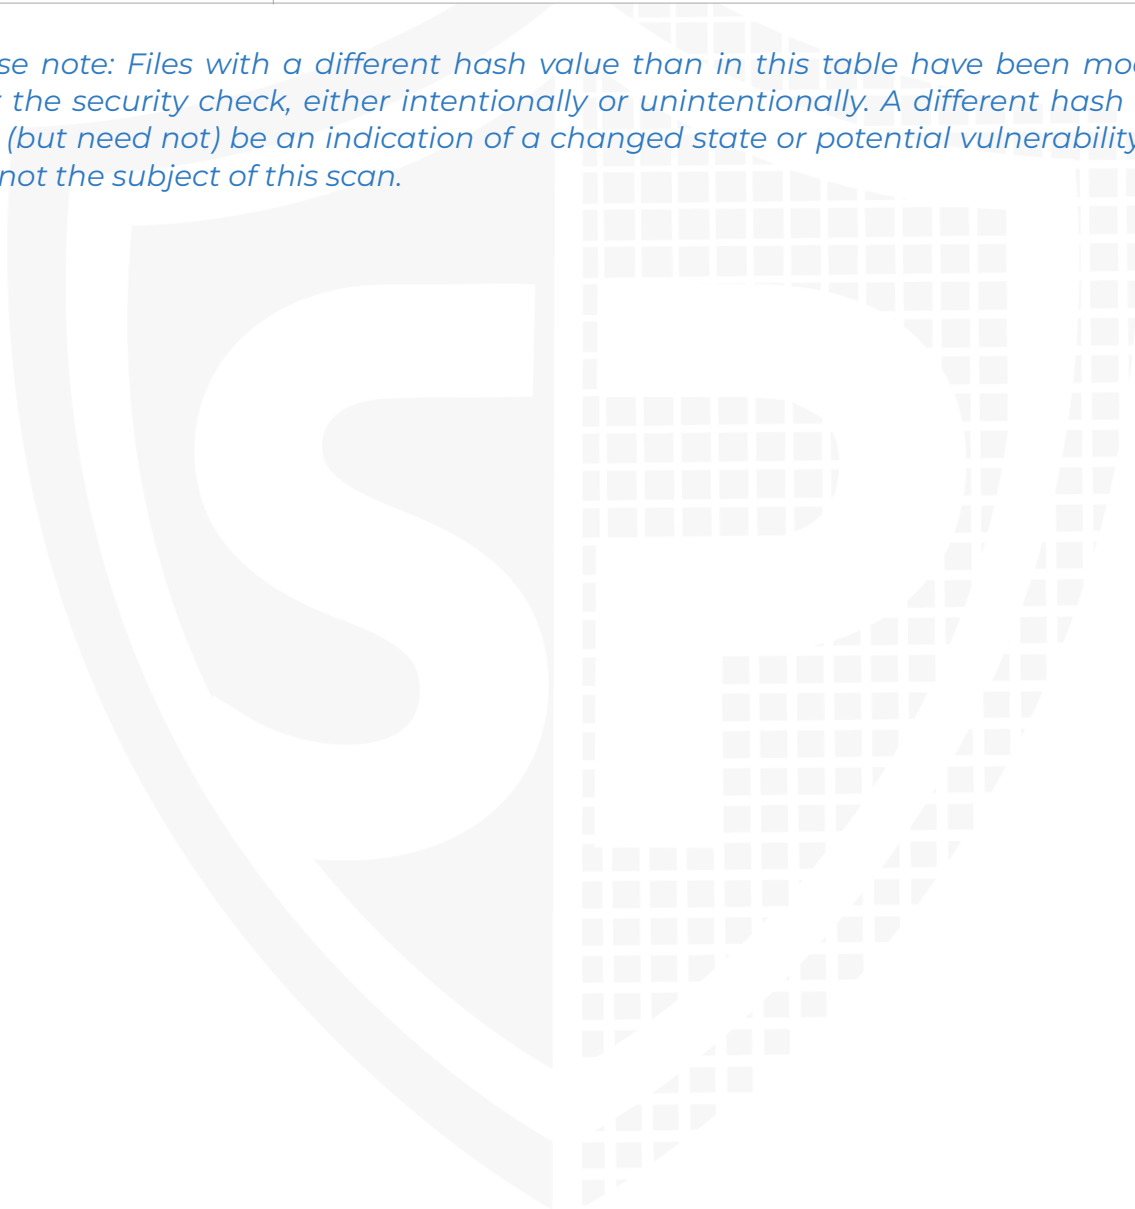 se note: Files with a different hash value than in this table have been mo
the security check, either intentionally or unintentionally. A different hash
(but need not) be an indication of a changed state or potential vulnerability
not the subject of this scan.
SP